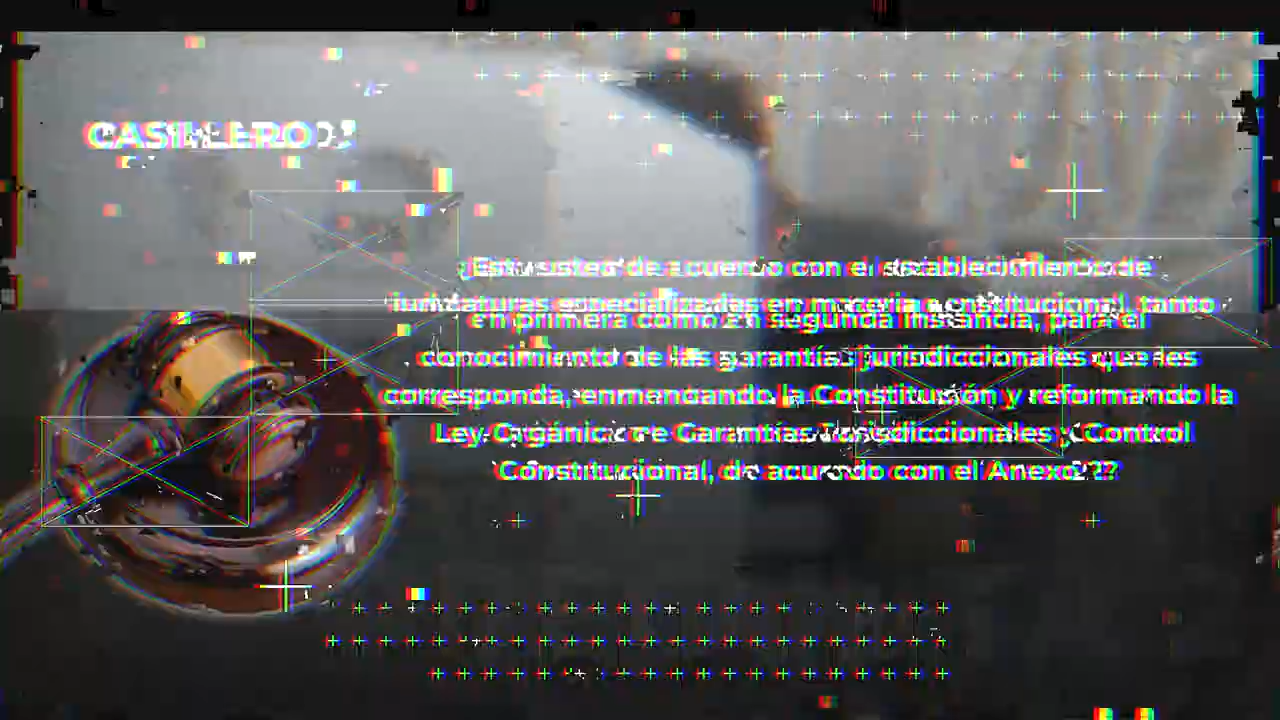 CASILLERO
¿Está usted de acuerdo con el establecimiento de
judicaturas especializadas en materia constitucional, tanto
en primera como en segunda instancia, para el
conocimiento de las garantías jurisdiccionales que les
corresponda, enmendando la Constitución y reformando la
Ley Orgánica de Garantías Jurisdiccionales y Control
Constitucional, de acuerdo con el Anexo